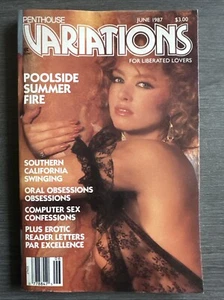 PENTHOUSE
JUNE 1987 $3.00
VARIATIONS
FOR LIBERATED LOVERS
POOLSIDE
SUMMER
FIRE
SOUTHERN
CALIFORNIA
SWINGING
ORAL OBSESSIONS
OBSESSIONS
COMPUTER SEX
CONFESSIONS
PLUS EROTIC
READER LETTERS
PAR EXCELLENCE